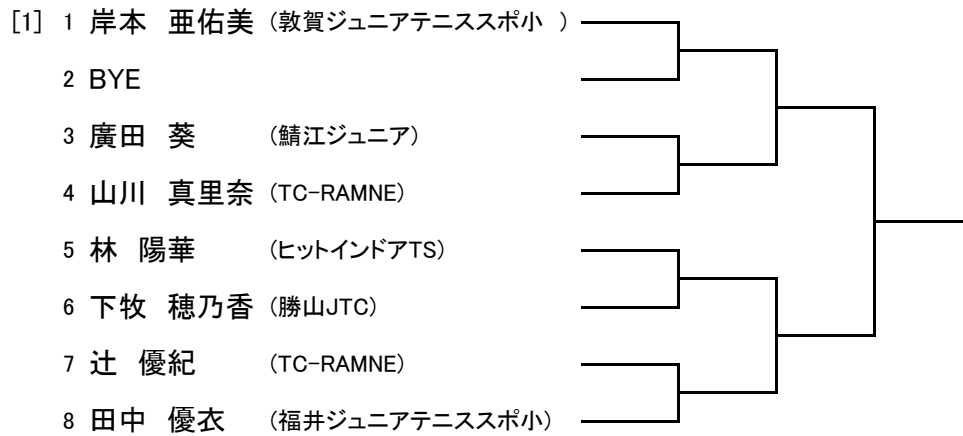 [1] 1 岸本 亜佑美 (敦賀ジュニアテニススポ小 )
2 BYE
3 廣田 葵 (鯖江ジュニア)
4 山川 真里奈 (TC-RAMNE)
5 林 陽華 (ヒットインドアTS)
6 下牧 穂乃香 (勝山JTC)
7 辻 優紀 (TC-RAMNE)
8 田中 優衣 (福井ジュニアテニススポ小)